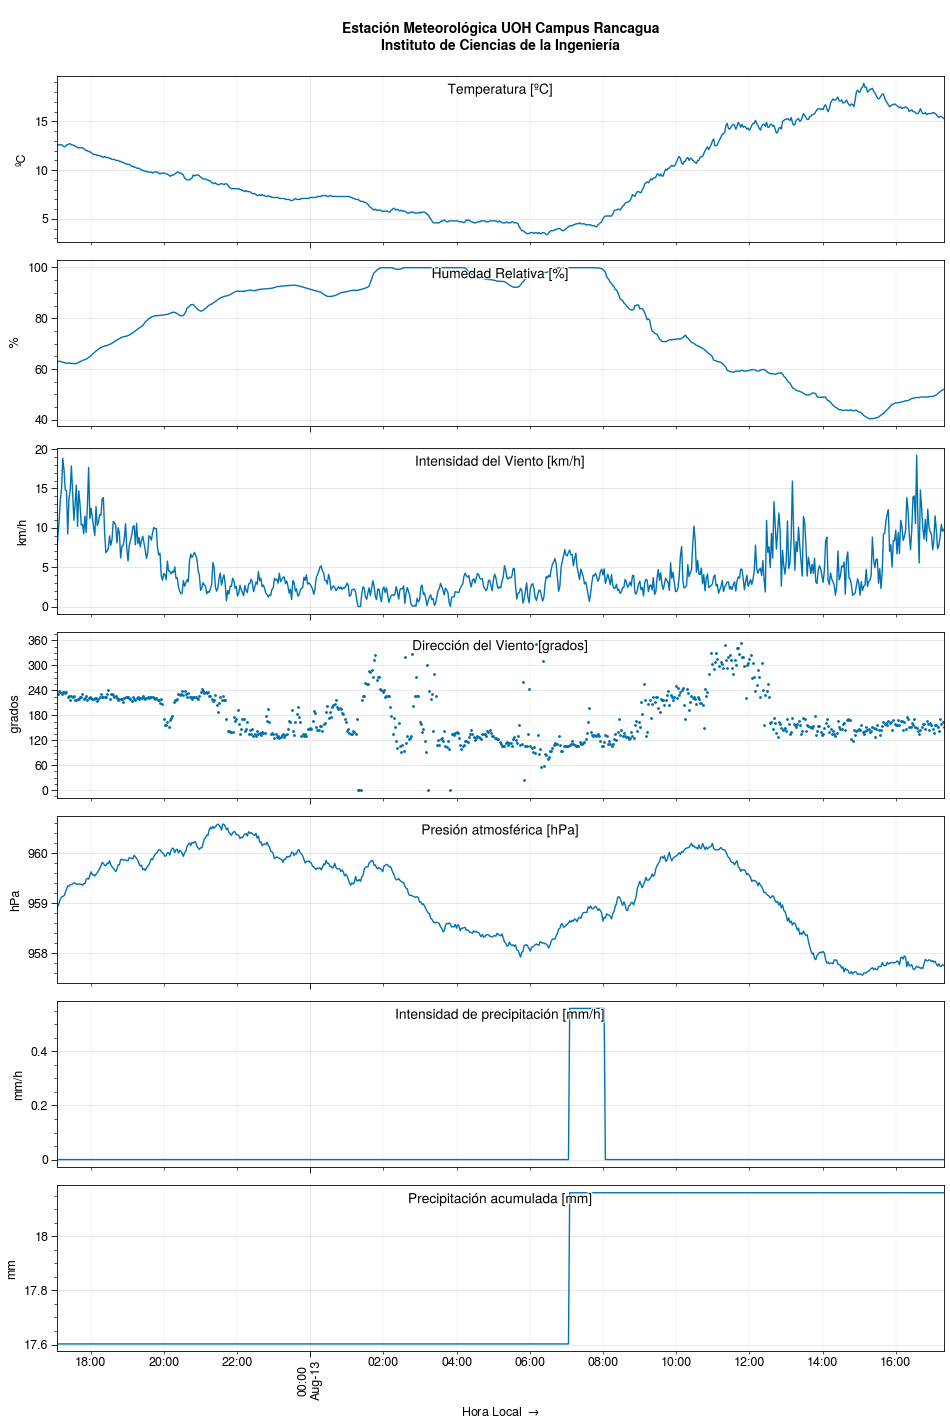 Estación Meteorológica UOH Campus Rancagua
Instituto de Ciencias de la Ingeniería
Temperatura [ºC]
ºC
15
10
5
Humedad Relativa [%]
%
100
80
60
40
Intensidad del Viento [km/h]
km/h
20
15
10
5
0
Dirección del Viento [grados]
grados
360
300
240
180
120
60
0
Presión atmosférica [hPa]
hPa
960
959
958
Intensidad de precipitación [mm/h]
mm/h
0.4
0.2
0
Precipitación acumulada [mm]
mm
18
17.8
17.6
18:00 20:00 22:00 00:00 02:00 04:00 06:00 08:00 10:00 12:00 14:00 16:00
Aug-13
Hora Local →